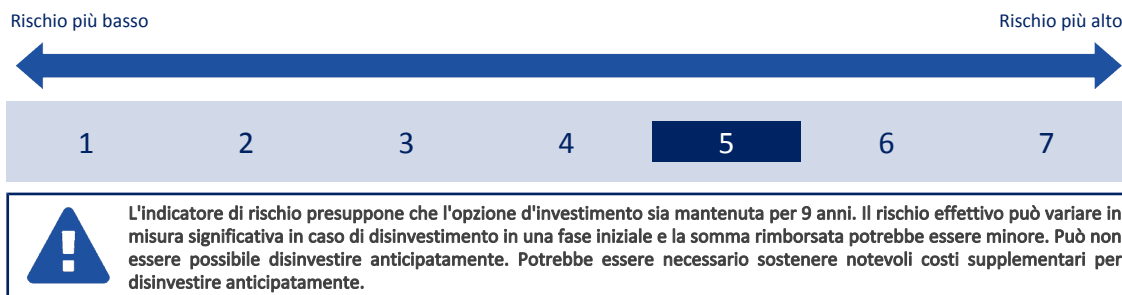 Rischio più basso
Rischio più alto
1 2 3 4 5 6 7
L'indicatore di rischio presuppone che l'opzione d'investimento sia mantenuta per 9 anni. Il rischio effettivo può variare in
misura significativa in caso di disinvestimento in una fase iniziale e la somma rimborsata potrebbe essere minore. Può non
essere possibile disinvestire anticipatamente. Potrebbe essere necessario sostenere notevoli costi supplementari per
disinvestire anticipatamente.